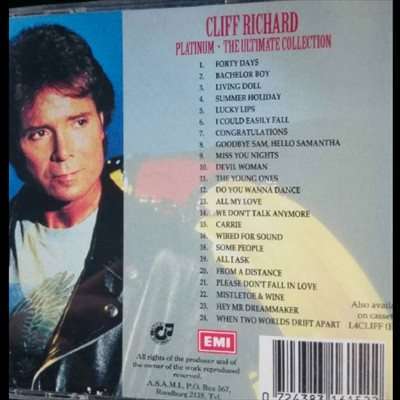 CLIFF RICHARD
PLATINUM - THE ULTIMATE COLLECTION
1. FORTY DAYS
2. BACHELOR BOY
3. LIVING DOLL
4. SUMMER HOLIDAY
5. LUCKY LIPS
6. I COULD EASILY FALL
7. CONGRATULATIONS
8. GOODBYE SAM, HELLO SAMANTHA
9. MISS YOU NIGHTS
10. DEVIL WOMAN
11. THE YOUNG ONES
12. DO YOU WANNA DANCE
13. ALL MY LOVE
14. WE DON'T TALK ANYMORE
15. CARRIE
16. WIRED FOR SOUND
18. SOME PEOPLE
19. ALL I ASK
20. FROM A DISTANCE
21. PLEASE DON'T FALL IN LOVE
22. MISTLETOE & WINE
23. HEY MR DREAMMAKER
24. WHEN TWO WORLDS DRIFT APART
Also availa
on casse
L4CLIFF (E
EMI
All rights of the producer and of
the owner of the work reproduced
reserved.
A.S.A.M.I., P.O. Box 367,
Randburg 2125. Tel
0 724383